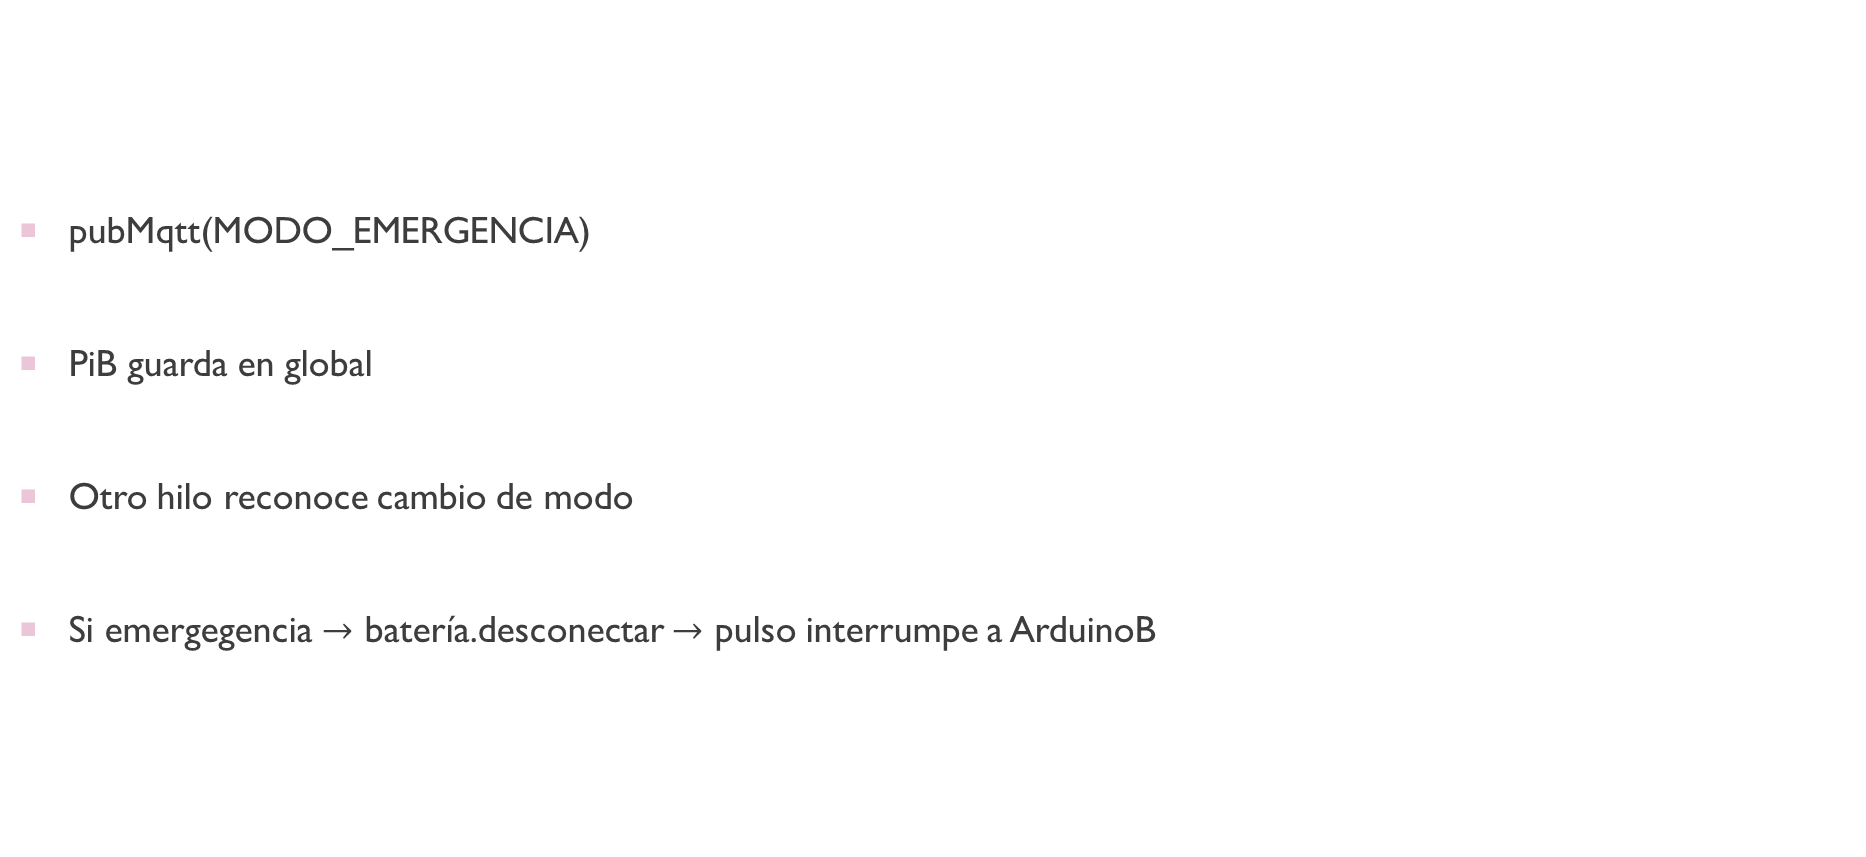 pubMqtt(MODO_EMERGENCIA)
PiB guarda en global
Otro hilo reconoce cambio de modo
Si emergegencia → batería.desconectar → pulso interrumpe a ArduinoB